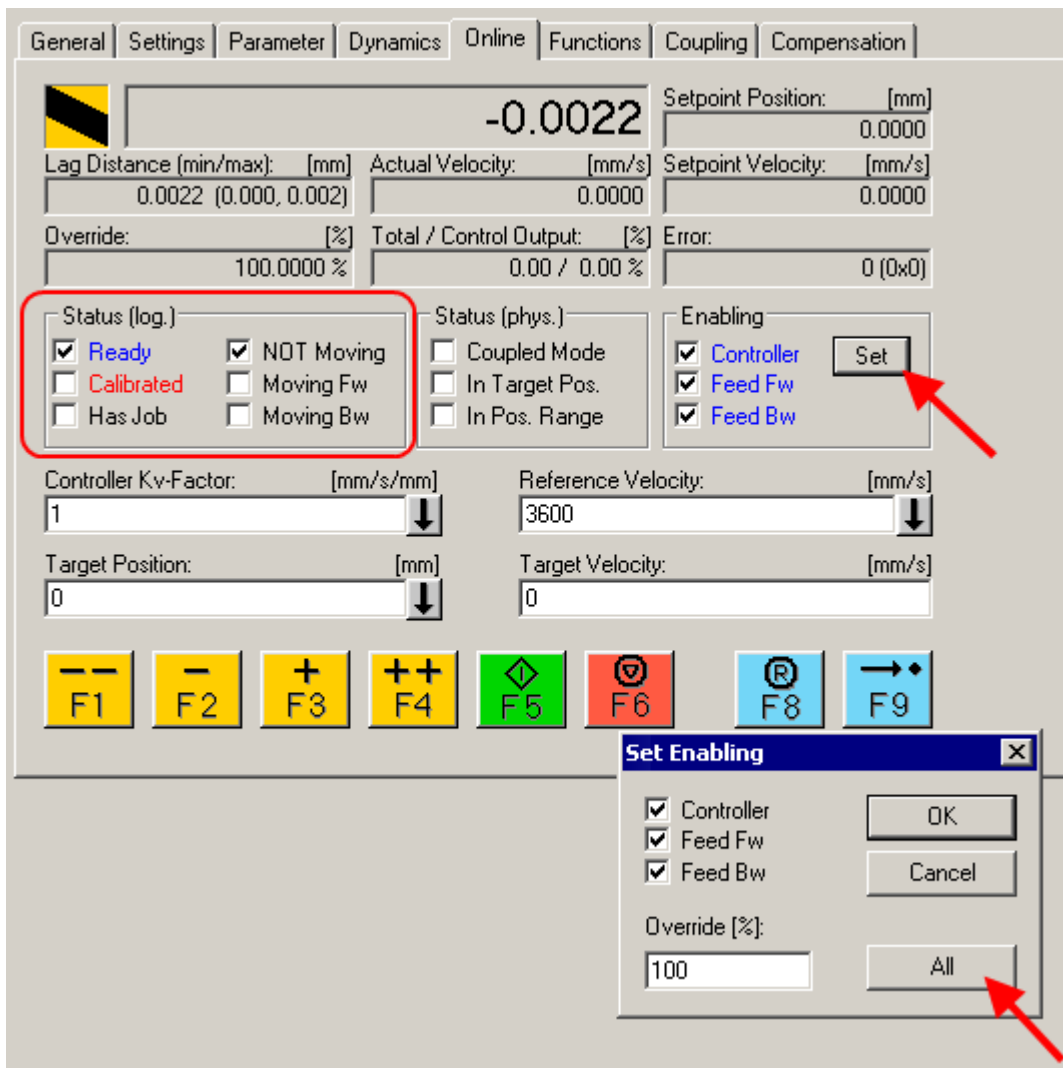 General Settings Parameter Dynamics Online Functions Coupling Compensation
-0.0022
Setpoint Position: [mm]
0.0000
Lag Distance (min/max): [mm] Actual Velocity: [mm/s] Setpoint Velocity: [mm/s]
0.0022 (0.000, 0.002) 0.0000 0.0000
Override: [%] Total / Control Output: [%] Error:
100.0000 % 0.00 / 0.00 % 0 (0x0)
Status (log.) Status (phys.) Enabling
Ready NOT Moving Coupled Mode Controller Set
Calibrated Moving Fw In Target Pos. Feed Fw
Has Job Moving Bw In Pos. Range Feed Bw
Controller Kv-Factor: [mm/s/mm] Reference Velocity: [mm/s]
1 3600
Target Position: [mm] Target Velocity: [mm/s]
0 0
-- - + ++ R
F1 F2 F3 F4 F5 F6 F8 F9
Set Enabling
Controller OK
Feed Fw
Feed Bw Cancel
Override [%]:
100 All